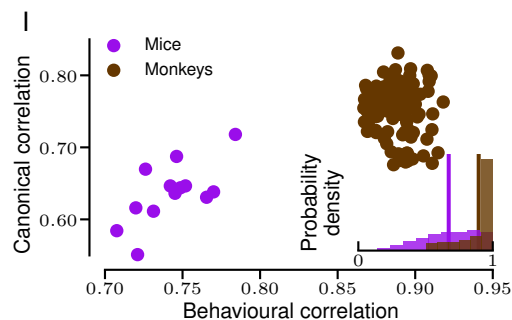 l
Mice
Monkeys
Canonical correlation
0.80
0.70
0.60
Probability
density
0
1
0.70
0.75
0.80
0.85
0.90
0.95
Behavioural correlation